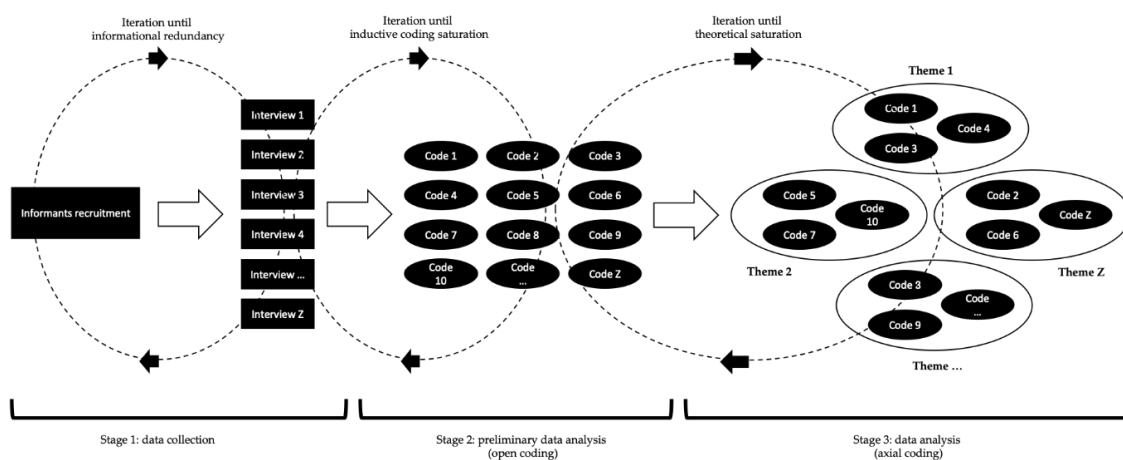 Iteration until
informational redundancy
Iteration until
inductive coding saturation
Iteration until
theoretical saturation
Informants recruitment
Interview 1
Interview 2
Interview 3
Interview 4
Interview ...
Interview Z
Code 1
Code 2
Code 3
Code 4
Code 5
Code 6
Code 7
Code 8
Code 9
Code
10
Code
...
Code Z
Theme 1
Code 1
Code 4
Code 3
Code 5
Code
10
Code 7
Theme 2
Code 2
Code Z
Code 6
Theme Z
Code 3
Code
...
Code 9
Theme ...
Stage 1: data collection
Stage 2: preliminary data analysis
(open coding)
Stage 3: data analysis
(axial coding)